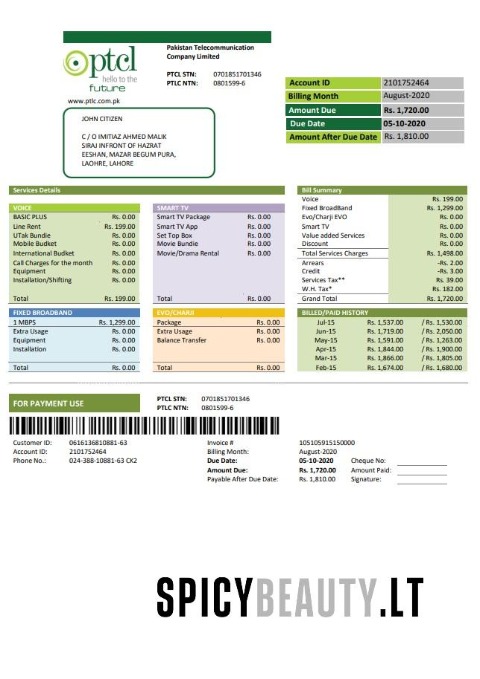 ptcl
hello to the
future
www.ptlc.com.pk
Pakistan Telecommunication
Company Limited
PTCL STN: 0701851701346
PTLC NTN: 0801599-6
Account ID 2101752464
Billing Month August-2020
Amount Due Rs. 1,720.00
Due Date 05-10-2020
Amount After Due Date Rs. 1,810.00
JOHN CITIZEN
C / O IMITIAZ AHMED MALIK
SIRAJ INFRONT OF HAZRAT
EESHAN, MAZAR BEGUM PURA,
LAOHRE, LAHORE
Services Details
VOICE
BASIC PLUS Rs. 0.00
Line Rent Rs. 199.00
UTak Bundle Rs. 0.00
Mobile Budket Rs. 0.00
International Budket Rs. 0.00
Call Charges for the month Rs. 0.00
Equipment Rs. 0.00
Installation/Shifting Rs. 0.00
Total Rs. 199.00
SMART TV
Smart TV Package Rs. 0.00
Smart TV App Rs. 0.00
Set Top Box Rs. 0.00
Movie Bundle Rs. 0.00
Movie/Drama Rental Rs. 0.00
Total Rs. 0.00
Bill Summary
Voice Rs. 199.00
Fixed BroadBand Rs. 1,299.00
Evo/Charji EVO Rs. 0.00
Smart TV Rs. 0.00
Value added Services Rs. 0.00
Discount Rs. 0.00
Total Services Charges Rs. 1,498.00
Arrears -Rs. 2.00
Credit -Rs. 3.00
Services Tax** Rs. 39.00
W.H. Tax* Rs. 182.00
Grand Total Rs. 1,720.00
FIXED BROADBAND
1 MBPS Rs. 1,299.00
Extra Usage Rs. 0.00
Equipment Rs. 0.00
Installation Rs. 0.00
Total Rs. 0.00
EVO/CHARJI
Package Rs. 0.00
Extra Usage Rs. 0.00
Balance Transfer Rs. 0.00
Total Rs. 0.00
BILLED/PAID HISTORY
Jul-15 Rs. 1,537.00 / Rs. 1,530.00
Jun-15 Rs. 1,719.00 / Rs. 2,050.00
May-15 Rs. 1,591.00 / Rs. 1,263.00
Apr-15 Rs. 1,844.00 / Rs. 1,900.00
Mar-15 Rs. 1,866.00 / Rs. 1,805.00
Feb-15 Rs. 1,674.00 / Rs. 1,680.00
FOR PAYMENT USE
PTCL STN: 0701851701346
PTLC NTN: 0801599-6
Customer ID: 0616136810881-63
Account ID: 2101752464
Phone No.: 024-388-10881-63 CK2
Invoice # 105105915150000
Billing Month: August-2020
Due Date: 05-10-2020
Amount Due: Rs. 1,720.00
Payable After Due Date: Rs. 1,810.00
Cheque No:
Amount Paid:
Signature:
SPICYBEAUTY.LT